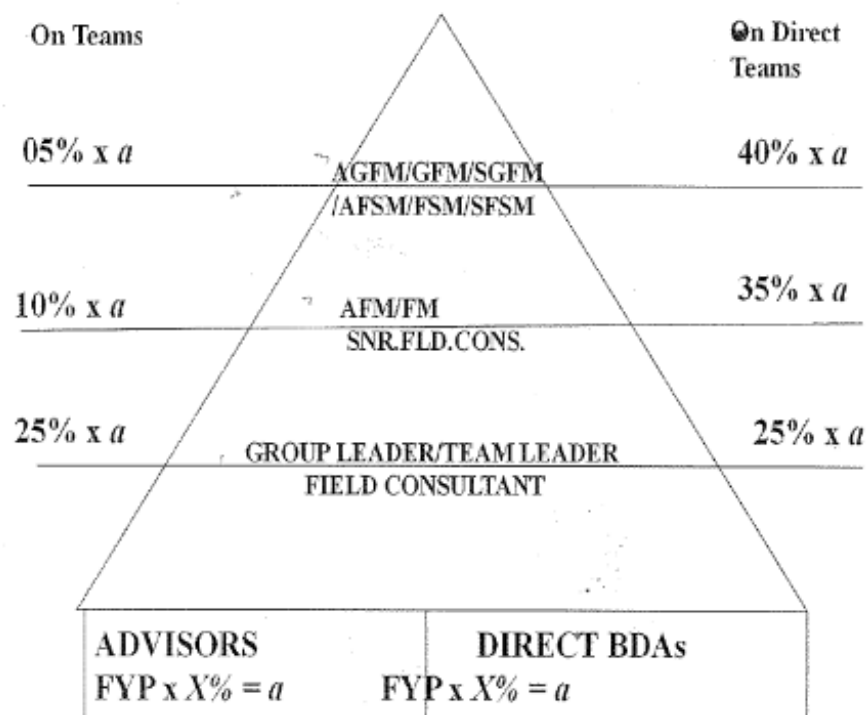 On Teams
On Direct
Teams
05% x a
40% x a
AGFM/GFM/SGFM
/AFSM/FSM/SFSM
10% x a
35% x a
AFM/FM
SNR.FLD.CONS.
25% x a
25% x a
GROUP LEADER/TEAM LEADER
FIELD CONSULTANT
ADVISORS
DIRECT BDAs
FYP x X% = a
FYP x X% = a